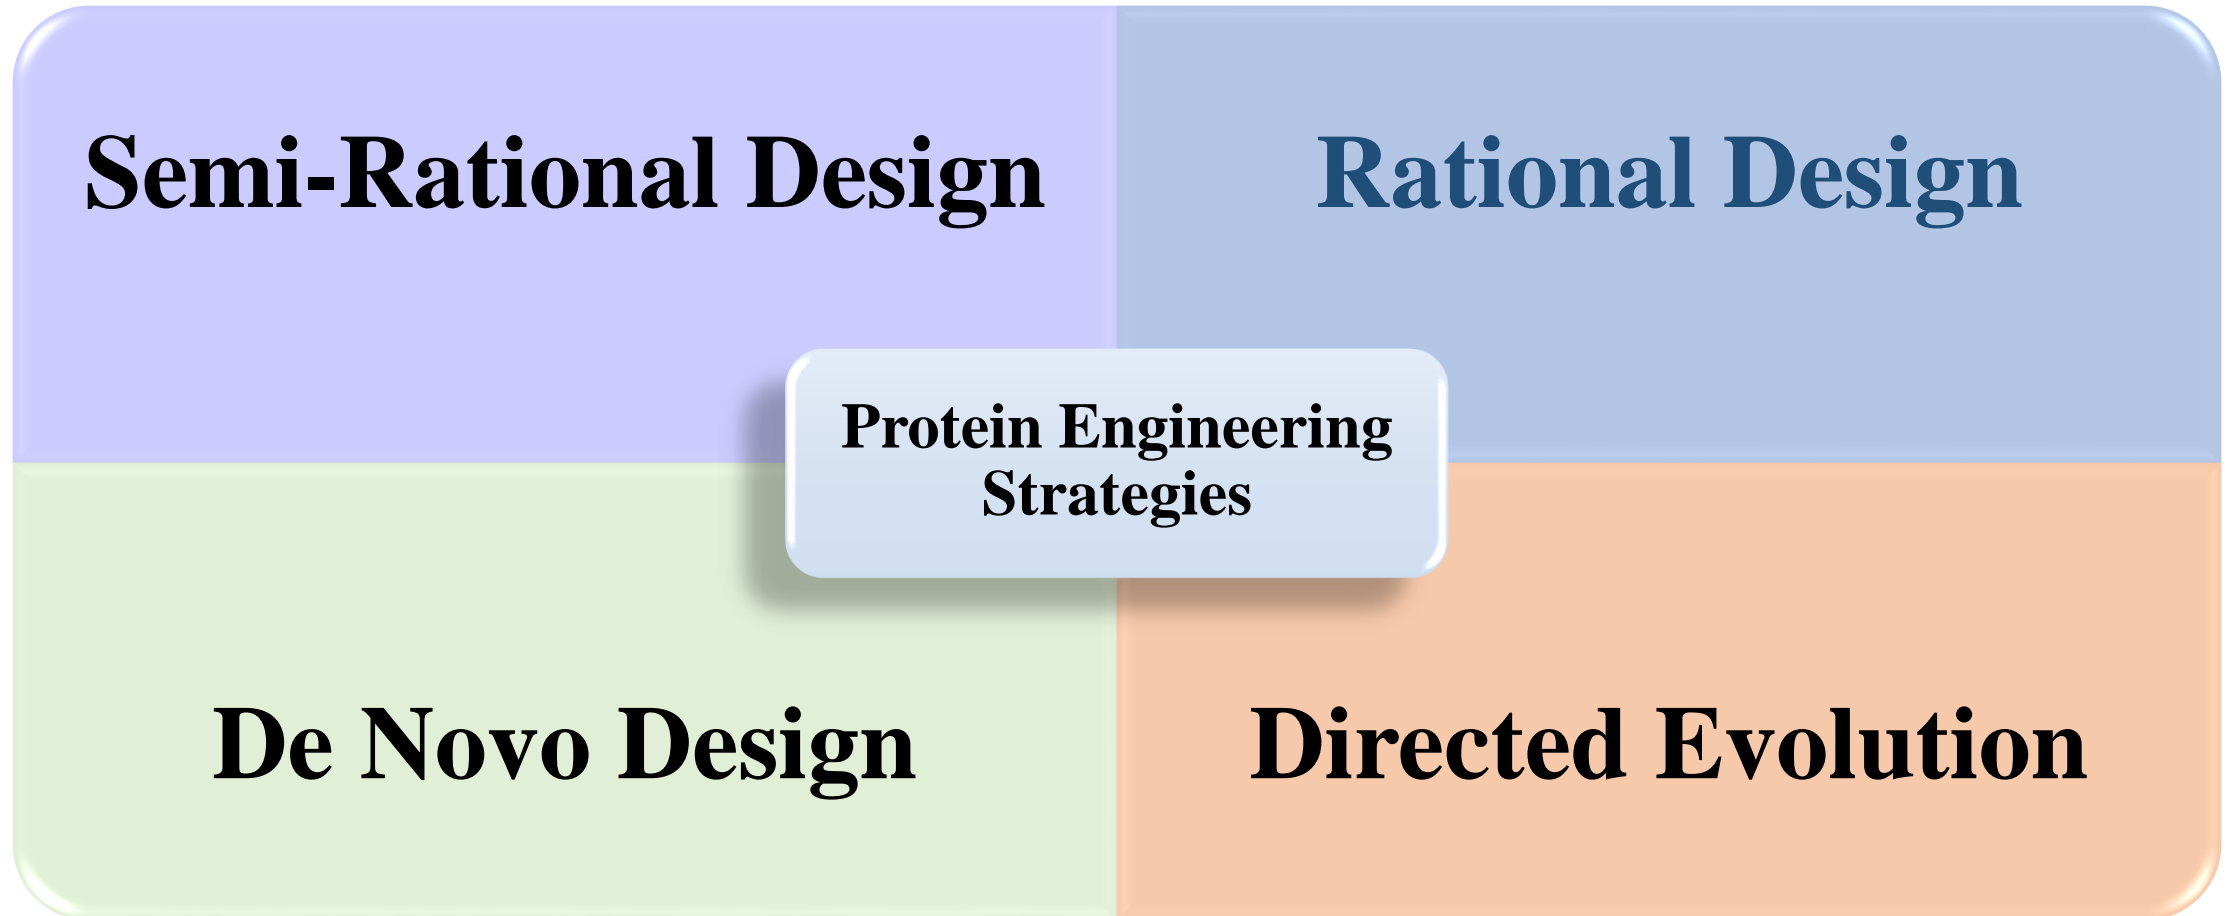 Semi-Rational Design
Rational Design
Protein Engineering
Strategies
De Novo Design
Directed Evolution